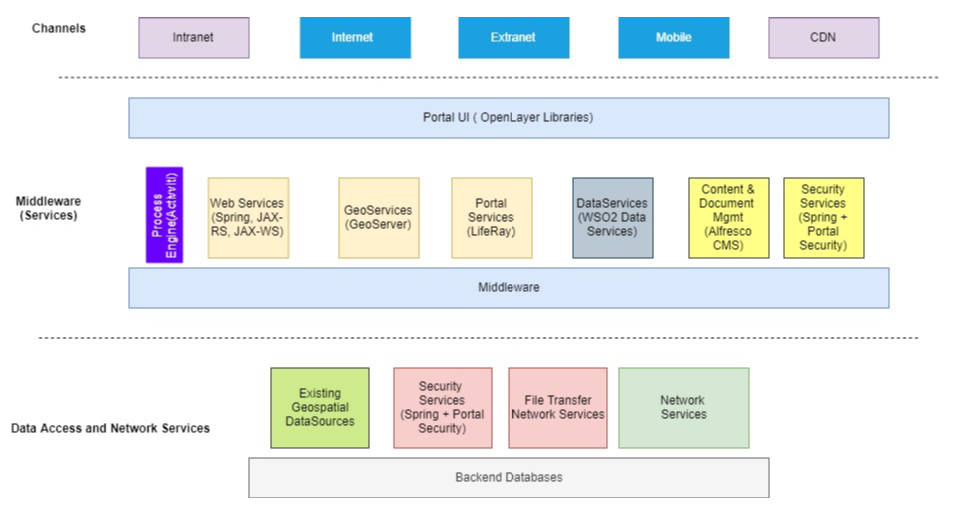 Channels
Intranet
Internet
Extranet
Mobile
CDN
Portal UI ( OpenLayer Libraries)
Middleware
(Services)
Process
Engine(Activiti)
Web Services
(Spring, JAX-
RS, JAX-WS)
GeoServices
(GeoServer)
Portal
Services
(LifeRay)
DataServices
(WSO2 Data
Services)
Content &
Document
Mgmt
(Alfresco
CMS)
Security
Services
(Spring +
Portal
Security)
Middleware
Data Access and Network Services
Existing
Geospatial
DataSources
Security
Services
(Spring + Portal
Security)
File Transfer
Network Services
Network
Services
Backend Databases